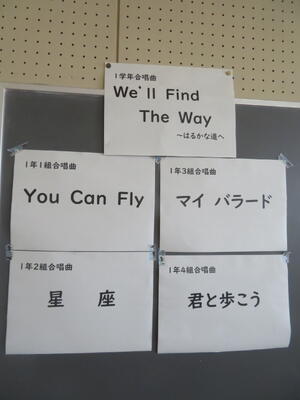 1学年合唱曲
We'll Find
The Way
～はるかな道へ
1年1組合唱曲
You Can Fly
1年3組合唱曲
マイ バラード
1年2組合唱曲
星 座
1年4組合唱曲
君と歩こう